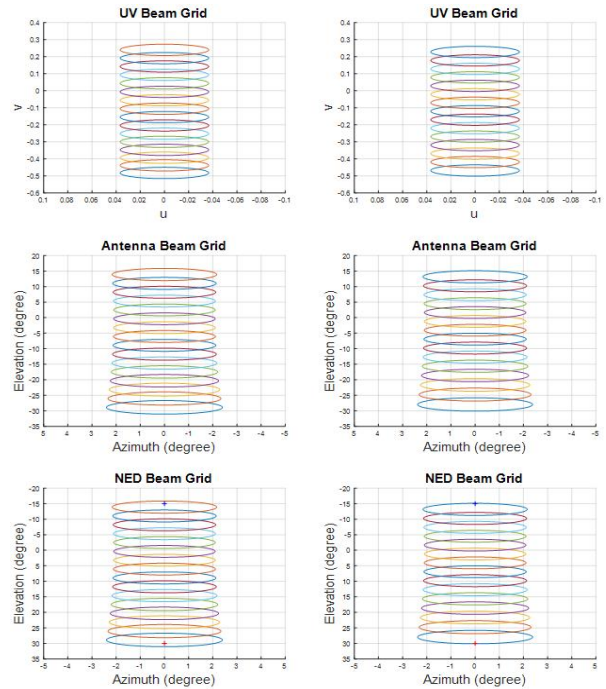 UV Beam Grid
0.4
0.3
0.2
0.1
0
-0.1
-0.2
-0.3
-0.4
-0.5
-0.6
v
0.1 0.08 0.06 0.04 0.02 0 -0.02 -0.04 -0.06 -0.08 -0.1
u
UV Beam Grid
0.4
0.3
0.2
0.1
0
-0.1
-0.2
-0.3
-0.4
-0.5
-0.6
v
0.1 0.08 0.06 0.04 0.02 0 -0.02 -0.04 -0.06 -0.08 -0.1
u
Antenna Beam Grid
20
15
10
5
0
-5
-10
-15
-20
-25
-30
-35
Elevation (degree)
5 4 3 2 1 0 -1 -2 -3 -4 -5
Azimuth (degree)
Antenna Beam Grid
20
15
10
5
0
-5
-10
-15
-20
-25
-30
-35
Elevation (degree)
5 4 3 2 1 0 -1 -2 -3 -4 -5
Azimuth (degree)
NED Beam Grid
-20
-15
-10
-5
0
5
10
15
20
25
30
35
Elevation (degree)
-5 -4 -3 -2 -1 0 1 2 3 4 5
Azimuth (degree)
NED Beam Grid
-20
-15
-10
-5
0
5
10
15
20
25
30
35
Elevation (degree)
-5 -4 -3 -2 -1 0 1 2 3 4 5
Azimuth (degree)